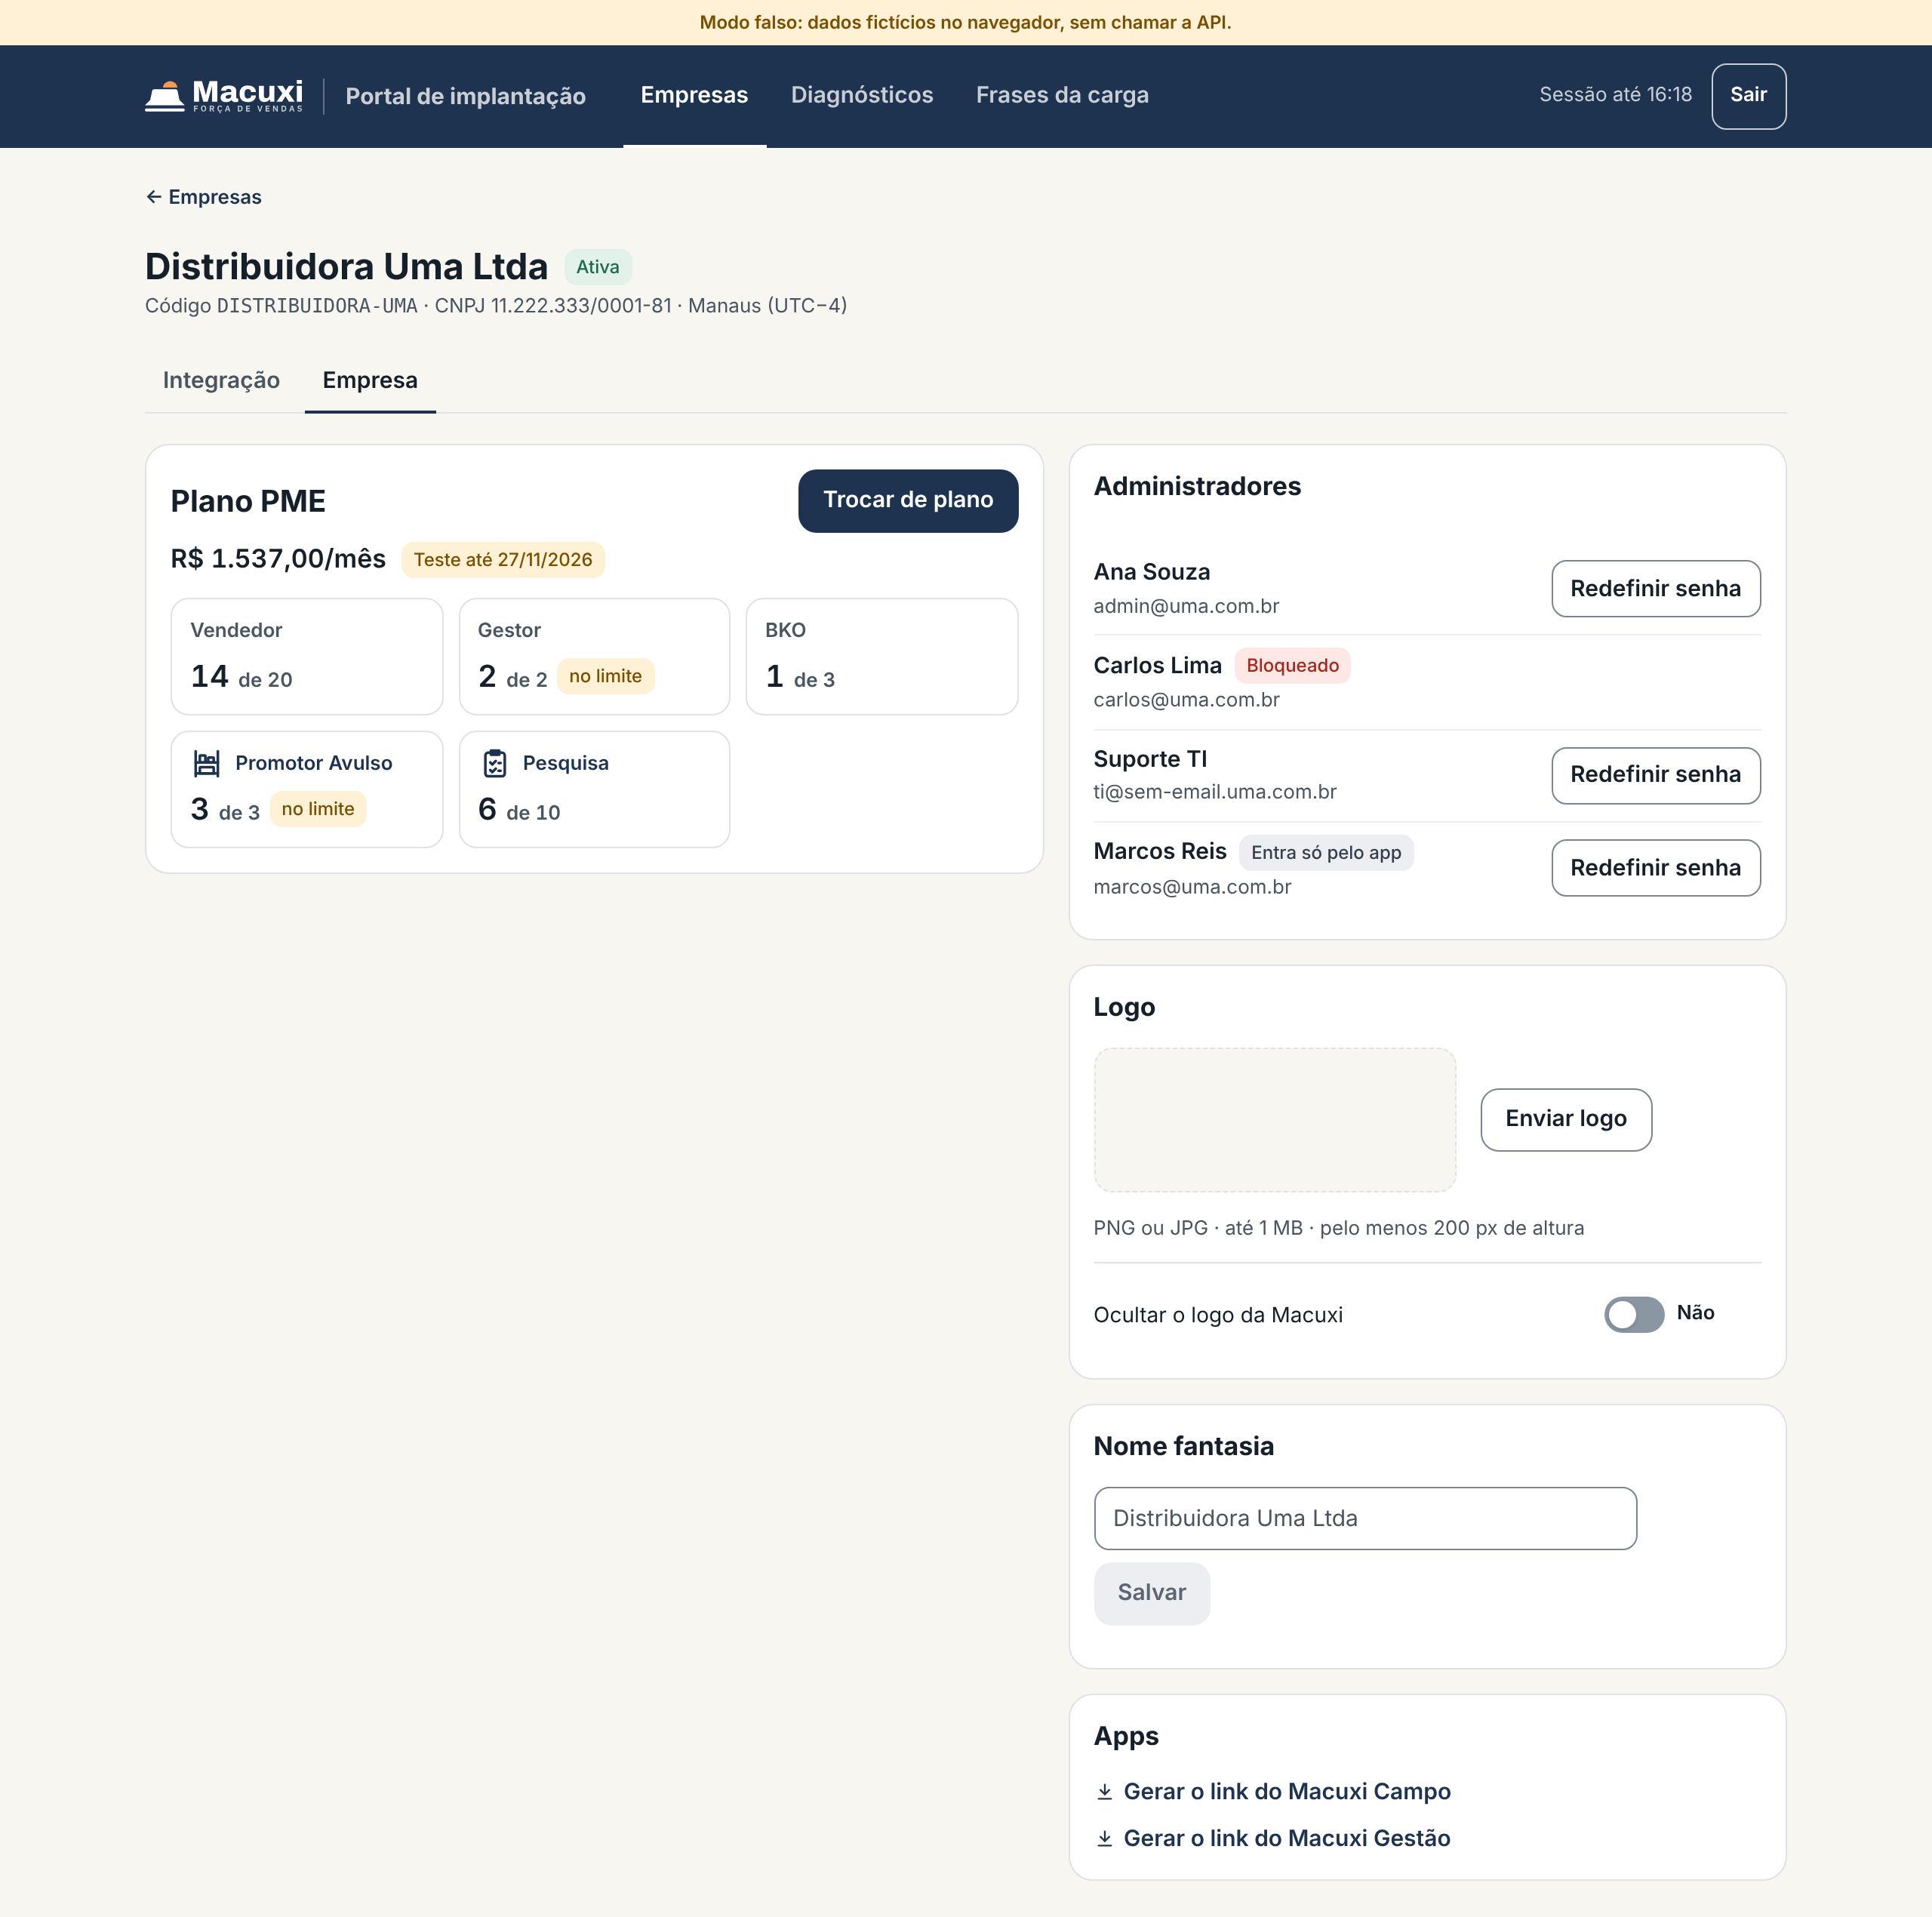 Modo falso: dados fictícios no navegador, sem chamar a API.
Macuxi
FORÇA DE VENDAS
Portal de implantação
Empresas
Diagnósticos
Frases da carga
Sessão até 16:18
Sair
← Empresas
Distribuidora Uma Ltda
Ativa
Código DISTRIBUIDORA-UMA · CNPJ 11.222.333/0001-81 · Manaus (UTC−4)
Integração
Empresa
Plano PME
Trocar de plano
R$ 1.537,00/mês
Teste até 27/11/2026
Vendedor
14 de 20
Gestor
2 de 2 no limite
BKO
1 de 3
Promotor Avulso
3 de 3 no limite
Pesquisa
6 de 10
Administradores
Ana Souza
admin@uma.com.br
Redefinir senha
Carlos Lima Bloqueado
carlos@uma.com.br
Suporte TI
ti@sem-email.uma.com.br
Redefinir senha
Marcos Reis Entra só pelo app
marcos@uma.com.br
Redefinir senha
Logo
Enviar logo
PNG ou JPG · até 1 MB · pelo menos 200 px de altura
Ocultar o logo da Macuxi
Não
Nome fantasia
Distribuidora Uma Ltda
Salvar
Apps
Gerar o link do Macuxi Campo
Gerar o link do Macuxi Gestão